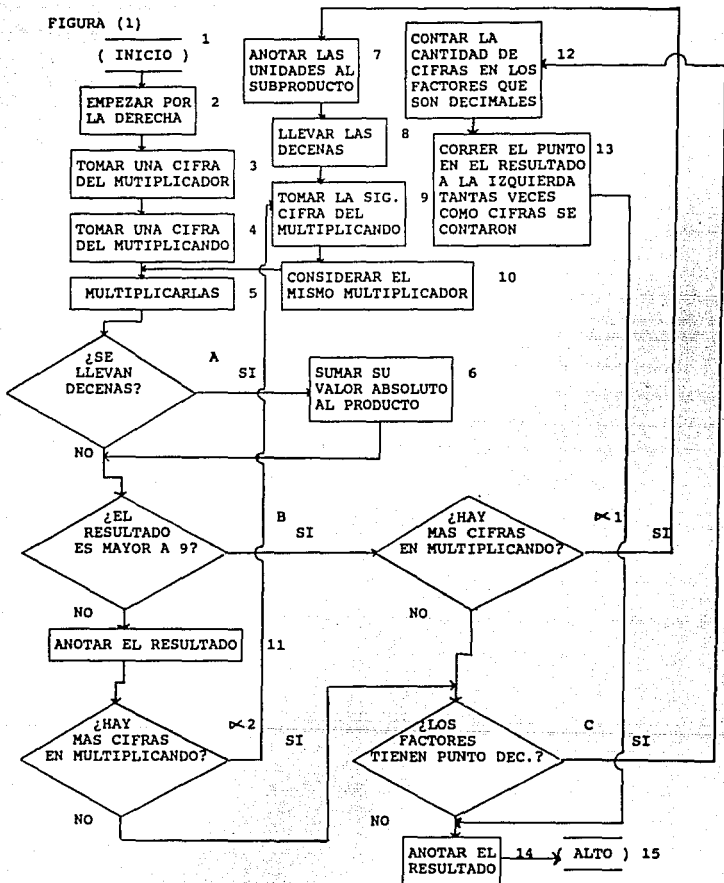 FIGURA (1)
1
( INICIO )
EMPEZAR POR
LA DERECHA
2
TOMAR UNA CIFRA
DEL MUTIPLICADOR
3
TOMAR UNA CIFRA
DEL MUTIPLICANDO
4
MULTIPLICARLAS
5
¿SE
LLEVAN
DECENAS?
A
SI
NO
SUMAR SU
VALOR ABSOLUTO
AL PRODUCTO
6
¿EL
RESULTADO
ES MAYOR A 9?
B
SI
NO
ANOTAR EL RESULTADO
11
¿HAY
MAS CIFRAS
EN MULTIPLICANDO?
∝2
SI
NO
ANOTAR LAS
UNIDADES AL
SUBPRODUCTO
7
LLEVAR LAS
DECENAS
8
TOMAR LA SIG.
CIFRA DEL
MULTIPLICANDO
9
CONSIDERAR EL
MISMO MULTIPLICADOR
10
CONTAR LA
CANTIDAD DE
CIFRAS EN LOS
FACTORES QUE
SON DECIMALES
12
CORRER EL PUNTO
EN EL RESULTADO
A LA IZQUIERDA
TANTAS VECES
COMO CIFRAS SE
CONTARON
13
¿HAY
MAS CIFRAS
EN MULTIPLICANDO?
∝1
SI
NO
¿LOS
FACTORES
TIENEN PUNTO DEC.?
C
SI
NO
ANOTAR EL
RESULTADO
14
( ALTO )
15